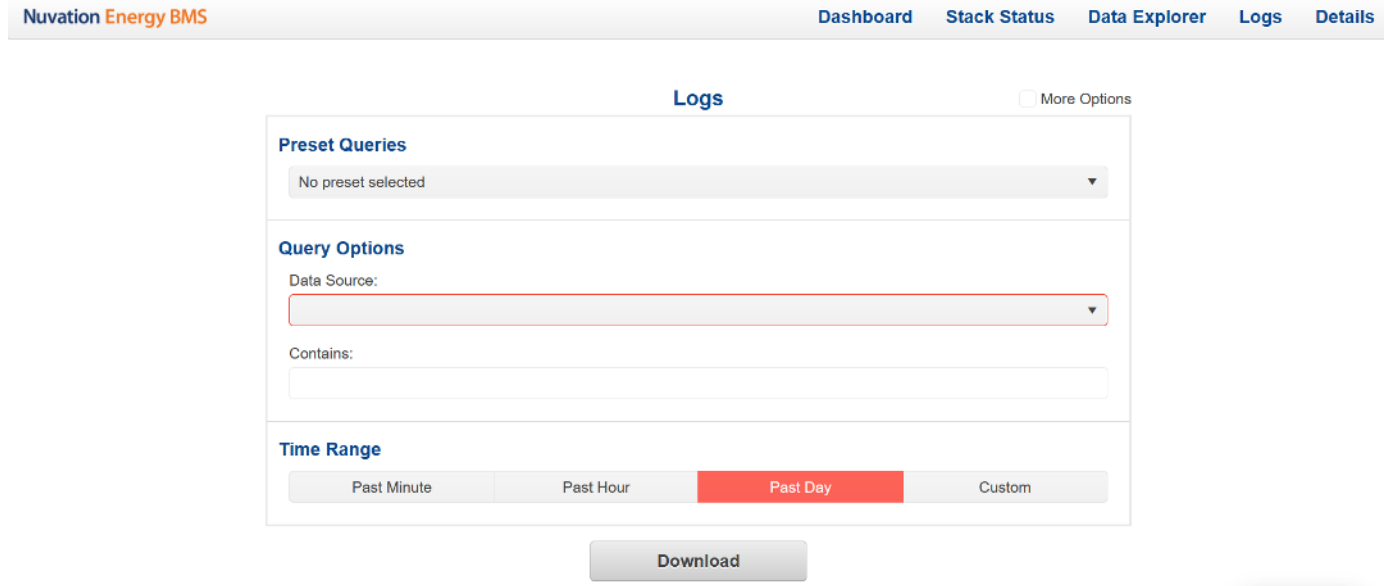 Nuvation Energy BMS
Dashboard Stack Status Data Explorer Logs Details
Logs
More Options
Preset Queries
No preset selected
Query Options
Data Source:
Contains:
Time Range
Past Minute Past Hour Past Day Custom
Download